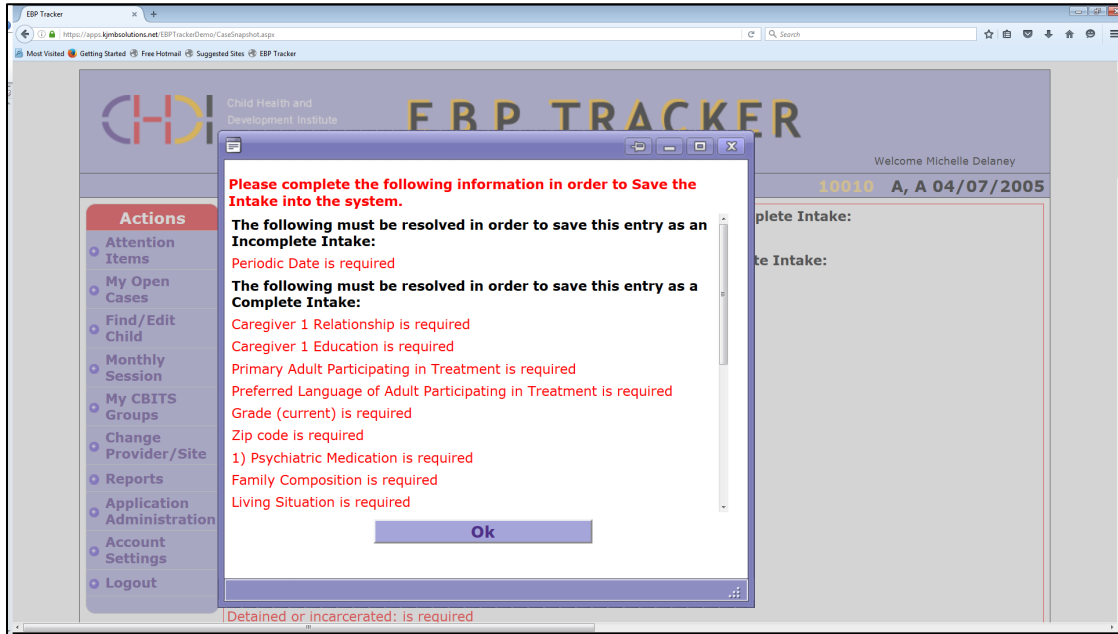 EBP Tracker
https://apps.kjmbsolutions.net/EBPTrackerDemo/CaseSnapshot.aspx
Search
Most Visited Getting Started Free Hotmail Suggested Sites EBP Tracker
CHDI
Child Health and
Development Institute
EBP TRACKER
Welcome Michelle Delaney
10010 A, A 04/07/2005
Actions
Attention
Items
My Open
Cases
Find/Edit
Child
Monthly
Session
My CBITS
Groups
Change
Provider/Site
Reports
Application
Administration
Account
Settings
Logout
Please complete the following information in order to Save the
Intake into the system.
The following must be resolved in order to save this entry as an
Incomplete Intake:
Periodic Date is required
The following must be resolved in order to save this entry as a
Complete Intake:
Caregiver 1 Relationship is required
Caregiver 1 Education is required
Primary Adult Participating in Treatment is required
Preferred Language of Adult Participating in Treatment is required
Grade (current) is required
Zip code is required
1) Psychiatric Medication is required
Family Composition is required
Living Situation is required
Ok
plete Intake:
te Intake:
Detained or incarcerated: is required